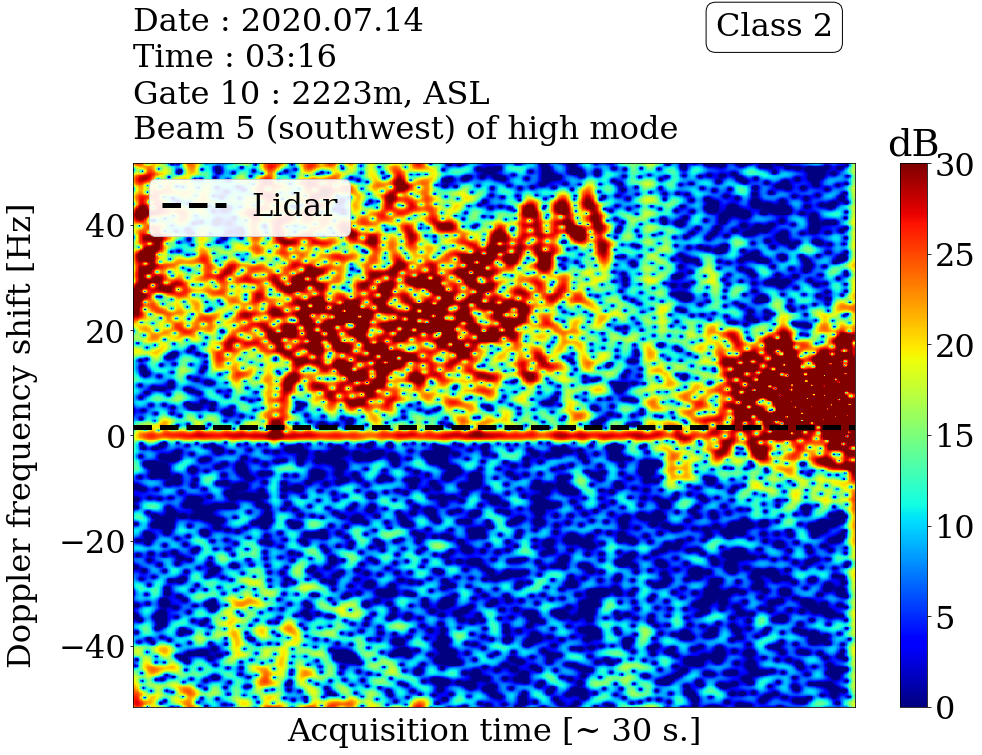 Date : 2020.07.14
Time : 03:16
Gate 10 : 2223m, ASL
Beam 5 (southwest) of high mode
Class 2
Lidar
Doppler frequency shift [Hz]
40
20
0
−20
−40
Acquisition time [~ 30 s.]
dB
30
25
20
15
10
5
0